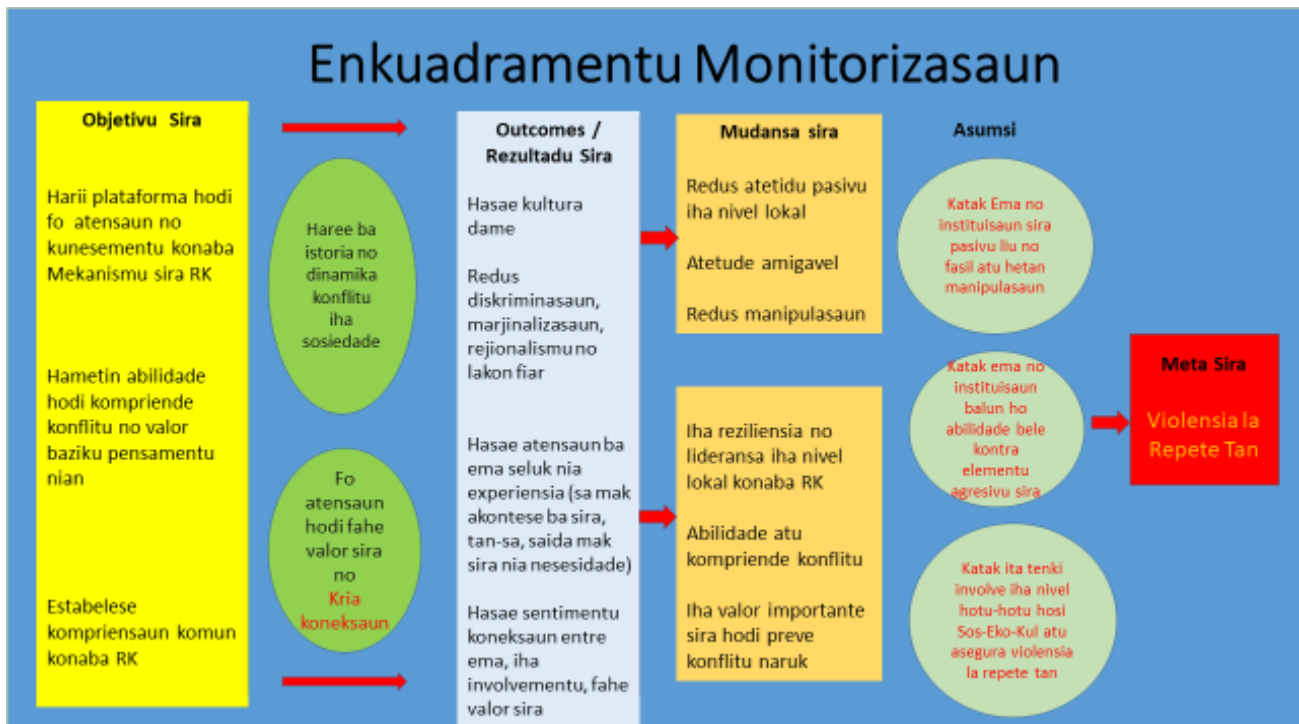 Enkuadramentu Monitorizasaun
Objetivu Sira
Harii plataforma hodi
fo atensaun no
kunesementu konaba
Mekanismu sira RK
Hametin abilidade
hodi kompriende
konflitu no valor
baziku pensamentu
nian
Estabelese
kompriensaun komun
konaba RK
Haree ba
istoria no
dinamika
konflitu
iha
sosiedade
Fo
atensaun
hodi fahe
valor sira
no
Kria
koneksaun
Outcomes /
Rezultadu Sira
Hasae kultura
dame
Redus
diskriminasaun,
marjinalizasaun,
rejionalismu no
lakon fiar
Hasae atensaun ba
ema seluk nia
experiensia (sa mak
akontese ba sira,
tan-sa, saida mak
sira nia nesesidade)
Hasae sentimentu
koneksaun entre
ema, iha
involvementu, fahe
valor sira
Mudansa sira
Redus atetidu pasivu
iha nivel lokal
Atetude amigavel
Redus manipulasaun
Iha reziliensia no
lideransa iha nivel
lokal konaba RK
Abilidade atu
kompriende konflitu
Iha valor importante
sira hodi preve
konflitu naruk
Asumsi
Katak Ema no
instituisaun sira
pasivu liu no
fasil atu hetan
manipulasaun
Katak ema no
instituisaun
balun ho
abilidade bele
kontra
elementu
agresivu sira
Katak ita tenki
involve iha nivel
hotu-hotu hosi
Sos-Eko-Kul atu
asegura violensia
la repete tan
Meta Sira
Violensia la
Repete Tan